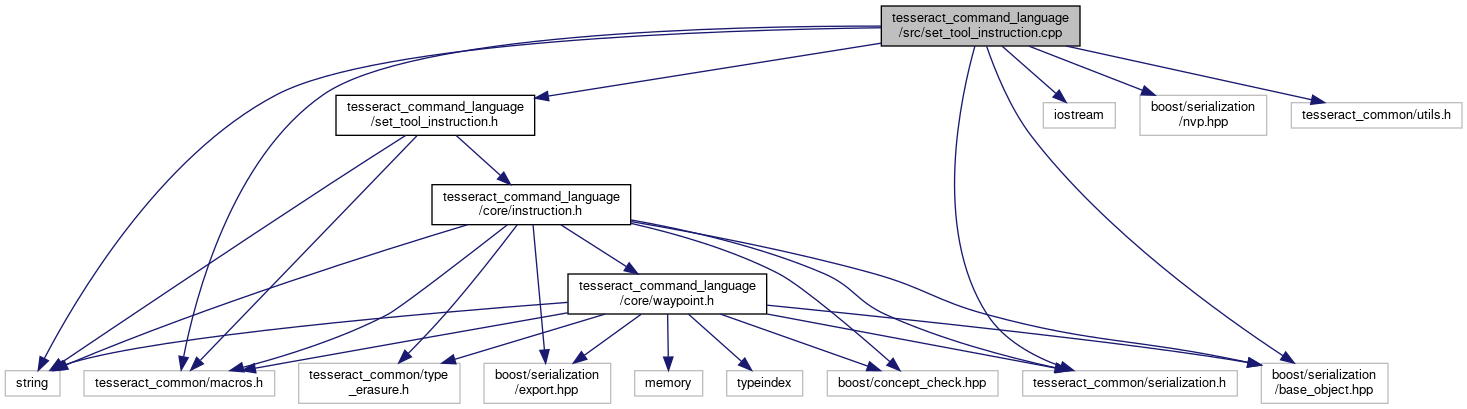 tesseract_command_language
/src/set_tool_instruction.cpp
tesseract_command_language
/set_tool_instruction.h
iostream
boost/serialization
/nvp.hpp
tesseract_common/utils.h
tesseract_command_language
/core/instruction.h
tesseract_command_language
/core/waypoint.h
string
tesseract_common/macros.h
tesseract_common/type
_erasure.h
boost/serialization
/export.hpp
memory
typeindex
boost/concept_check.hpp
tesseract_common/serialization.h
boost/serialization
/base_object.hpp